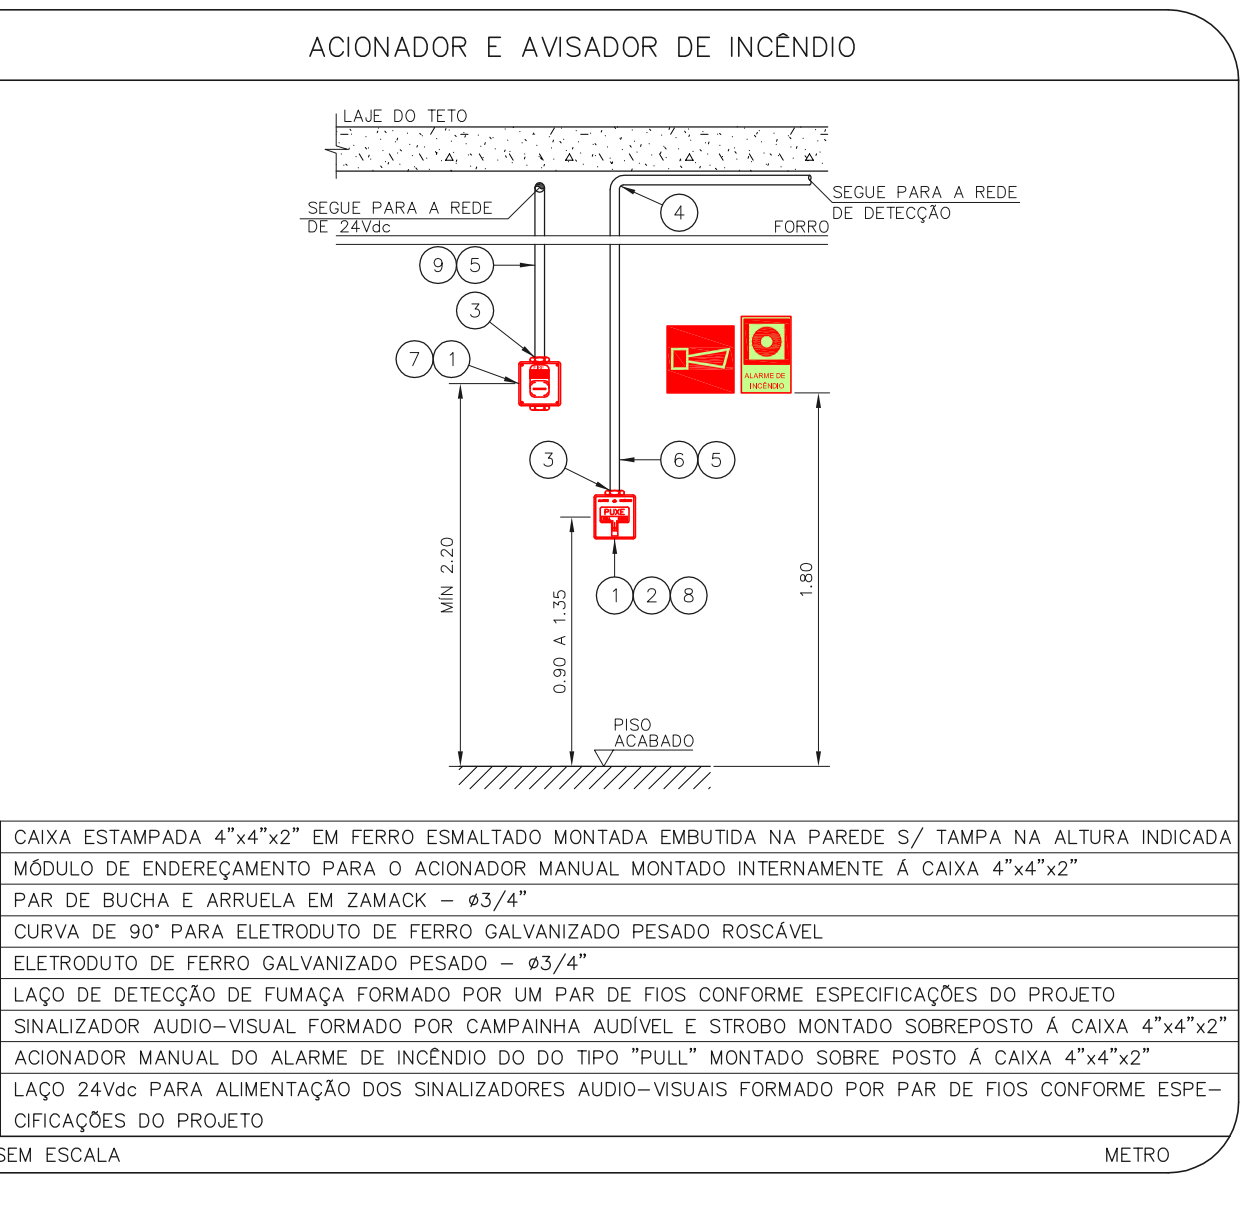 ACIONADOR E AVISADOR DE INCÊNDIO
LAJE DO TETO
SEGUE PARA A REDE
DE 24Vdc
SEGUE PARA A REDE
DE DETECÇÃO
4
FORRO
9 5
3
7 1
ALARME DE
INCÊNDIO
3
6 5
PUXE
MÍN 2.20
0.90 A 1.35
1.80
1 2 8
PISO
ACABADO
CAIXA ESTAMPADA 4"x4"x2" EM FERRO ESMALTADO MONTADA EMBUTIDA NA PAREDE S/ TAMPA NA ALTURA INDICADA
MÓDULO DE ENDEREÇAMENTO PARA O ACIONADOR MANUAL MONTADO INTERNAMENTE Á CAIXA 4"x4"x2"
PAR DE BUCHA E ARRUELA EM ZAMACK – ø3/4"
CURVA DE 90° PARA ELETRODUTO DE FERRO GALVANIZADO PESADO ROSCÁVEL
ELETRODUTO DE FERRO GALVANIZADO PESADO – ø3/4"
LAÇO DE DETECÇÃO DE FUMAÇA FORMADO POR UM PAR DE FIOS CONFORME ESPECIFICAÇÕES DO PROJETO
SINALIZADOR AUDIO–VISUAL FORMADO POR CAMPAINHA AUDÍVEL E STROBO MONTADO SOBREPOSTO Á CAIXA 4"x4"x2"
ACIONADOR MANUAL DO ALARME DE INCÊNDIO DO DO TIPO "PULL" MONTADO SOBRE POSTO Á CAIXA 4"x4"x2"
LAÇO 24Vdc PARA ALIMENTAÇÃO DOS SINALIZADORES AUDIO–VISUAIS FORMADO POR PAR DE FIOS CONFORME ESPE–
CIFICAÇÕES DO PROJETO
SEM ESCALA
METRO